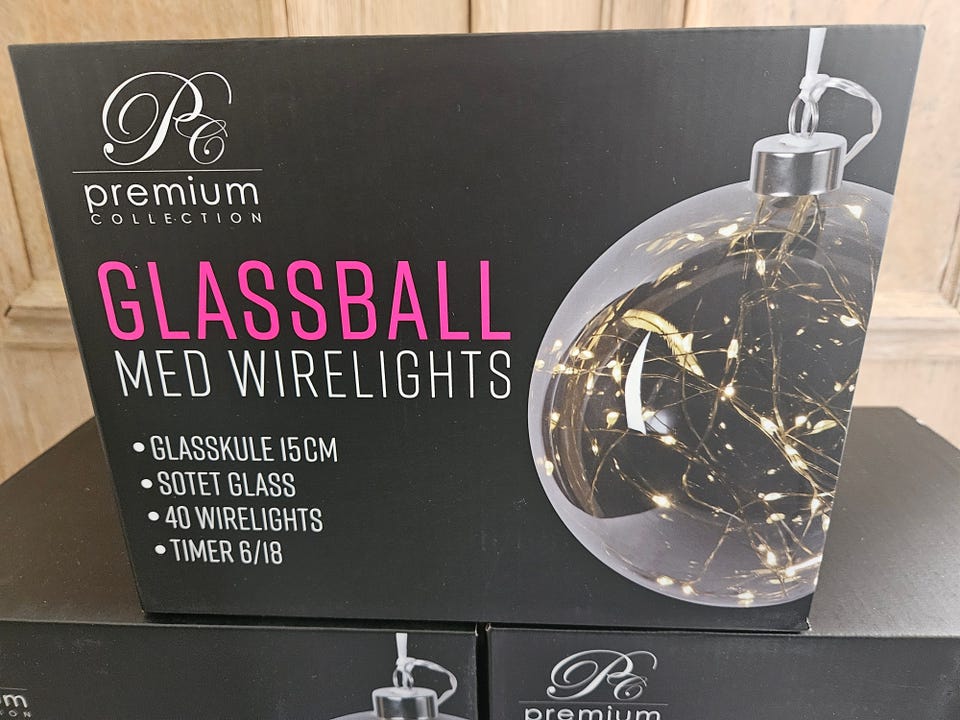 PC
premium
COLLECTION
GLASSBALL
MED WIRELIGHTS
• GLASSKULE 15CM
• SOTET GLASS
• 40 WIRELIGHTS
• TIMER 6/18
PC
premium